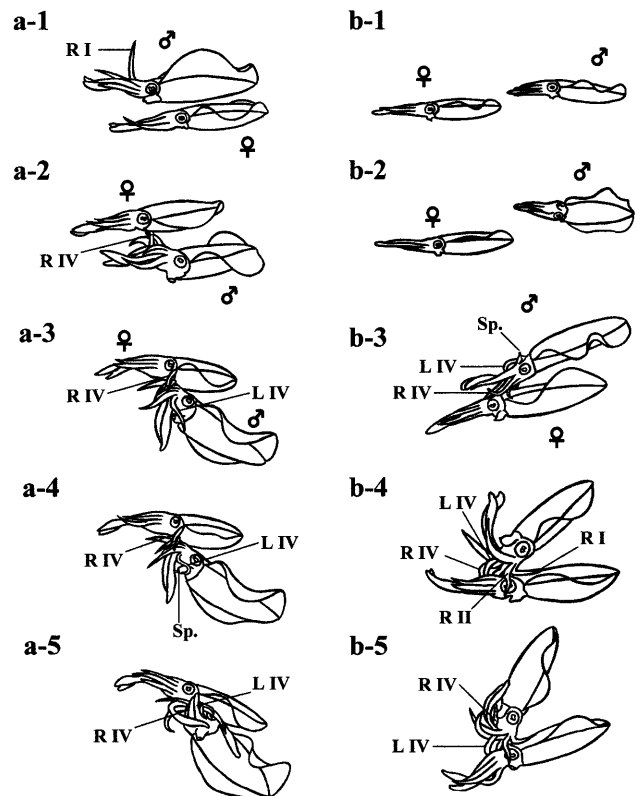 a-1
R I
♂
♀
a-2
♀
R IV
♂
a-3
♀
R IV
L IV
♂
a-4
R IV
L IV
Sp.
a-5
L IV
R IV
b-1
♀
♂
b-2
♀
♂
b-3
♂
Sp.
L IV
R IV
♀
b-4
L IV
R IV
R I
R II
b-5
R IV
L IV